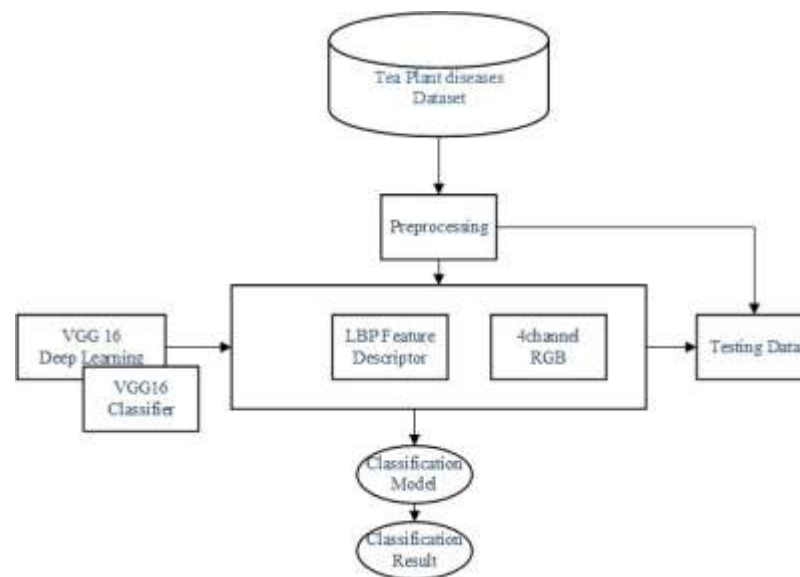 Tea Plant diseases
Dataset
Preprocessing
VGG 16
Deep Learning
VGG16
Classifier
LBP Feature
Descriptor
4channel
RGB
Testing Data
Classification
Model
Classification
Result